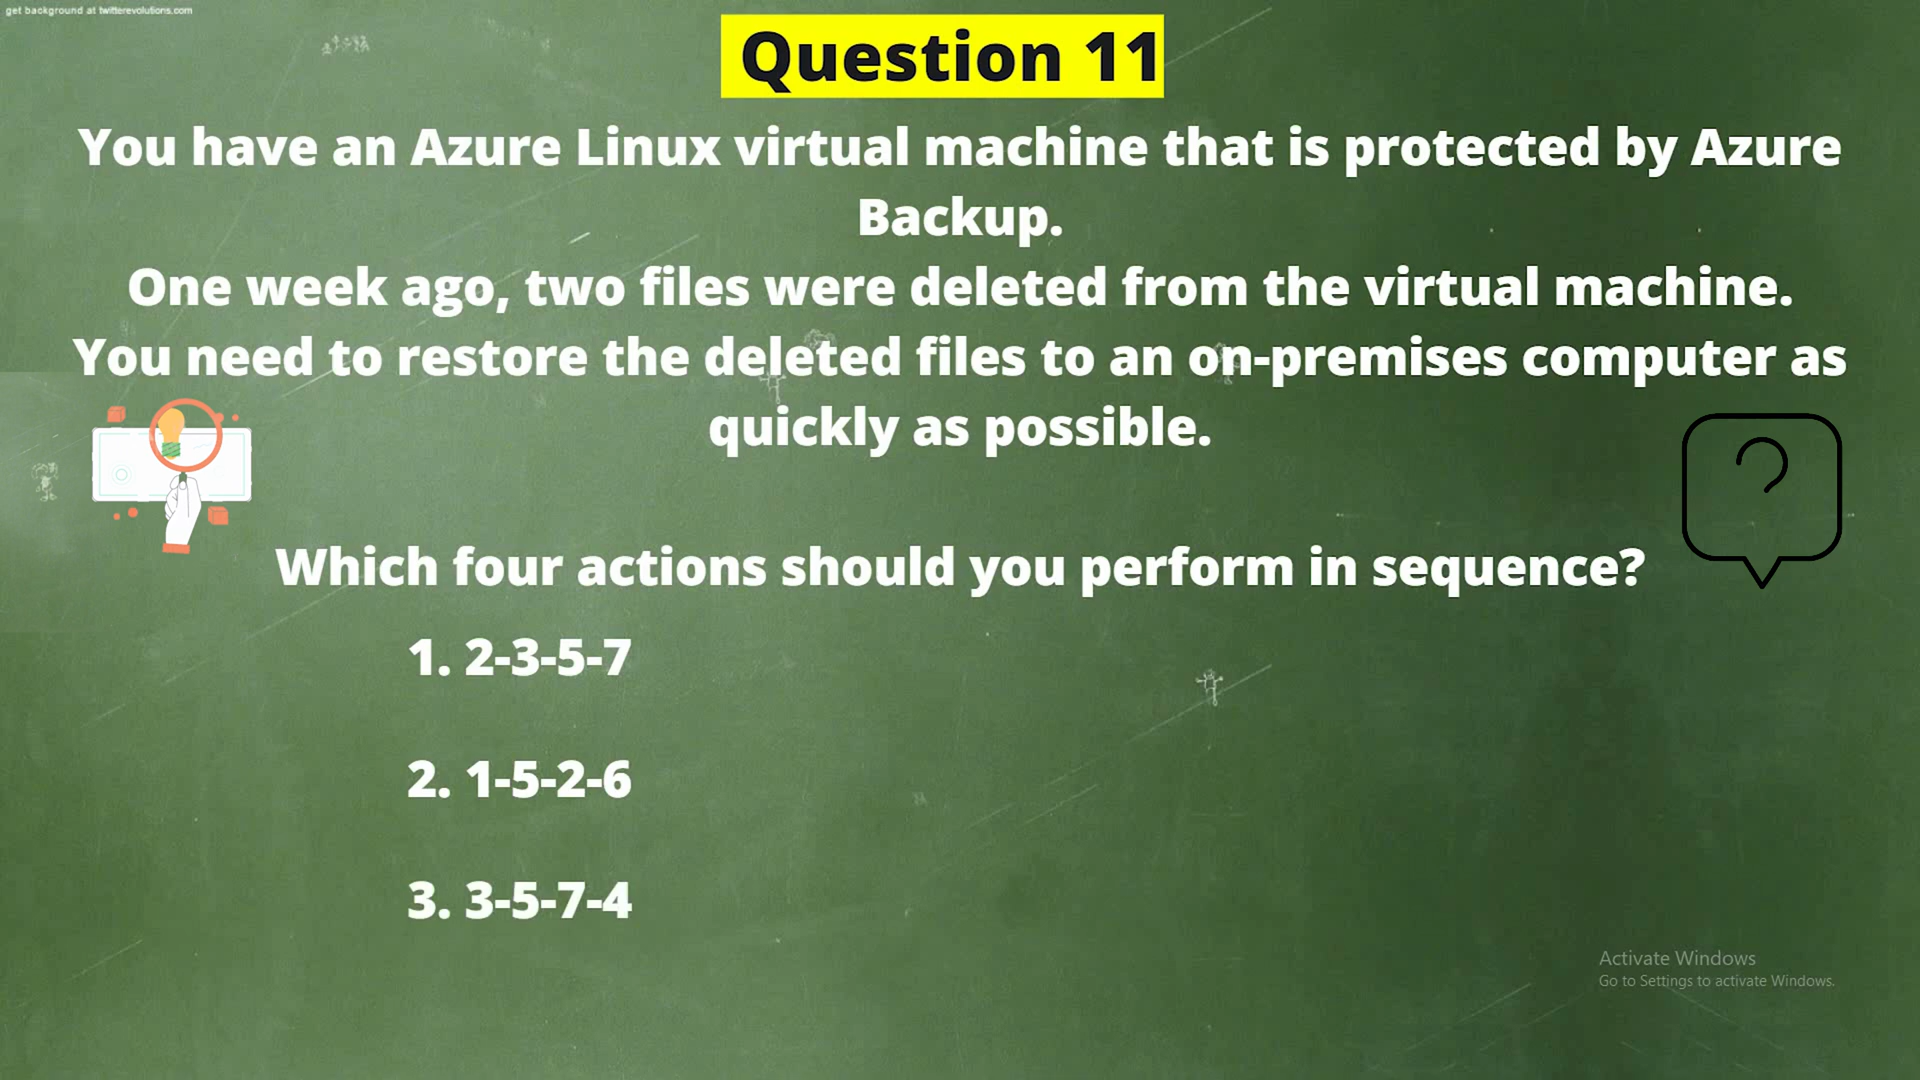 get background at twitterevolutions.com
Question 11
You have an Azure Linux virtual machine that is protected by Azure
Backup.
One week ago, two files were deleted from the virtual machine.
You need to restore the deleted files to an on-premises computer as
quickly as possible.
?
Which four actions should you perform in sequence?
1. 2-3-5-7
2. 1-5-2-6
3. 3-5-7-4
Activate Windows
Go to Settings to activate Windows.